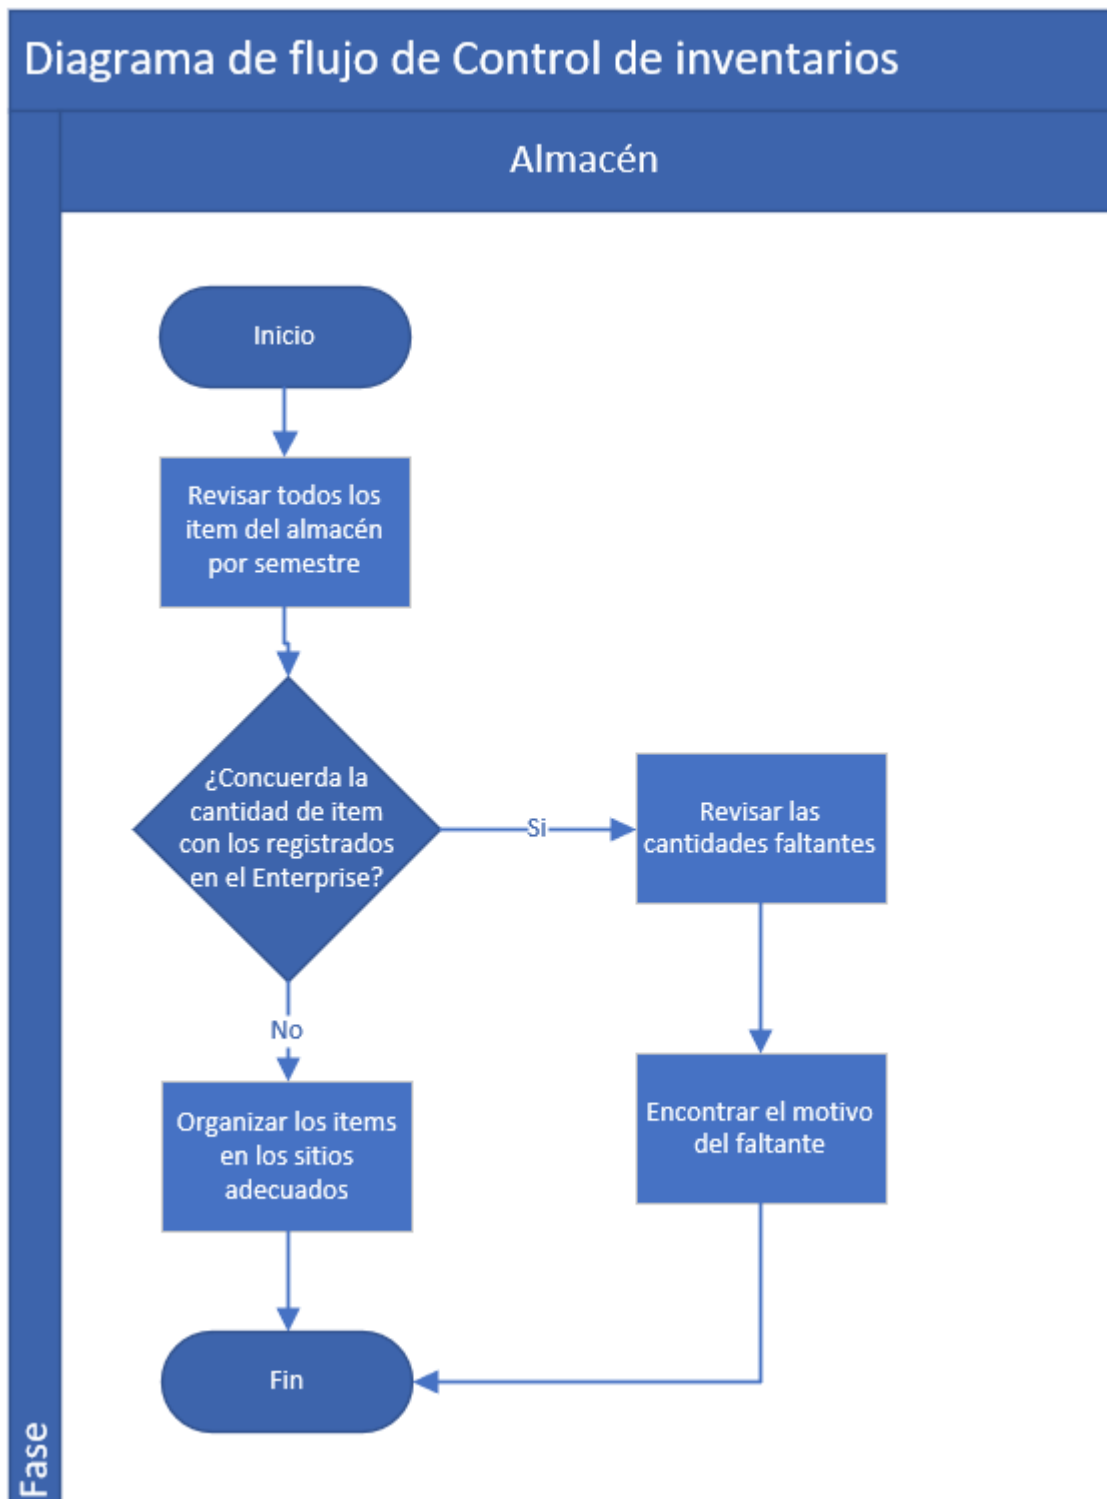 Diagrama de flujo de Control de inventarios
Almacén
Inicio
Revisar todos los
item del almacén
por semestre
¿Concuerda la
cantidad de item
con los registrados
en el Enterprise?
Si
Revisar las
cantidades faltantes
No
Organizar los items
en los sitios
adecuados
Encontrar el motivo
del faltante
Fin
Fase